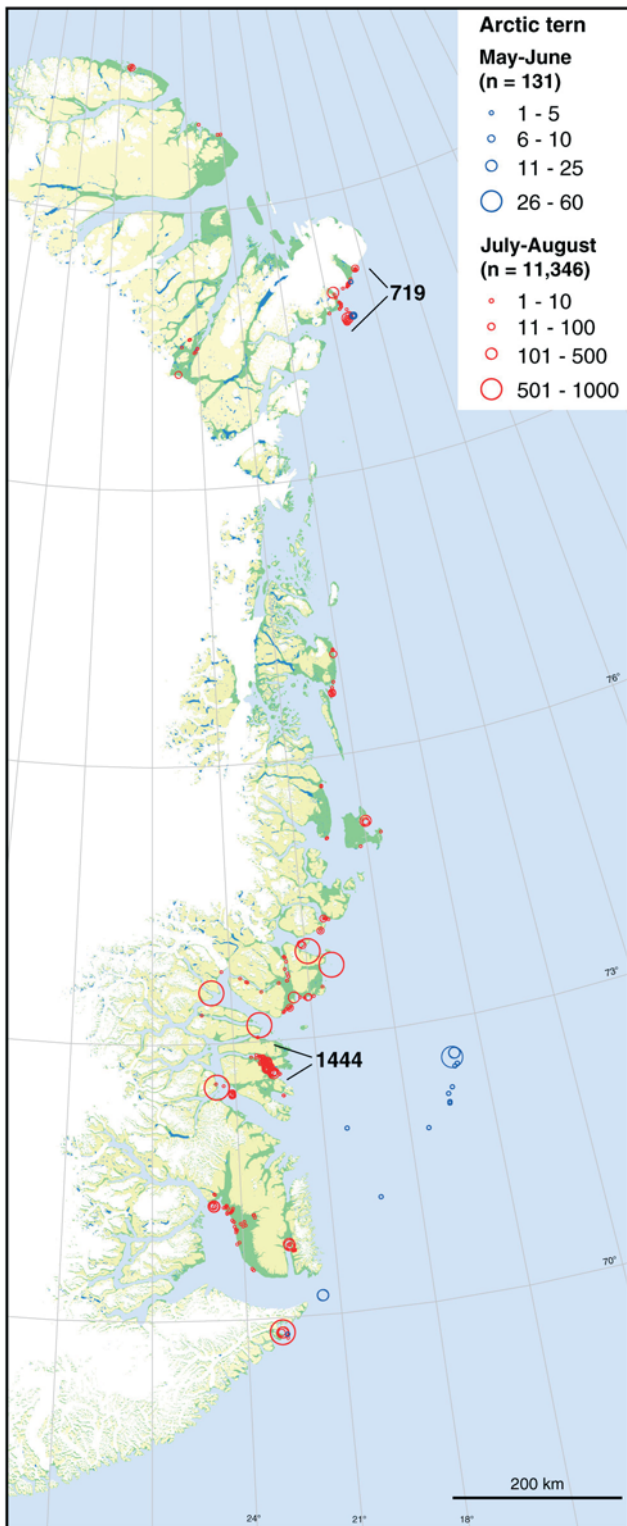 Arctic tern
May-June
(n = 131)
1 - 5
6 - 10
11 - 25
26 - 60
July-August
(n = 11,346)
1 - 10
11 - 100
101 - 500
501 - 1000
719
76°
73°
1444
70°
200 km
24°
21°
18°